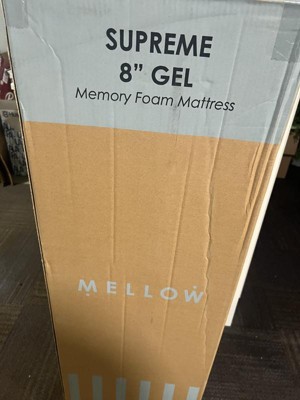 SUPREME
8” GEL
Memory Foam Mattress
MELLOW